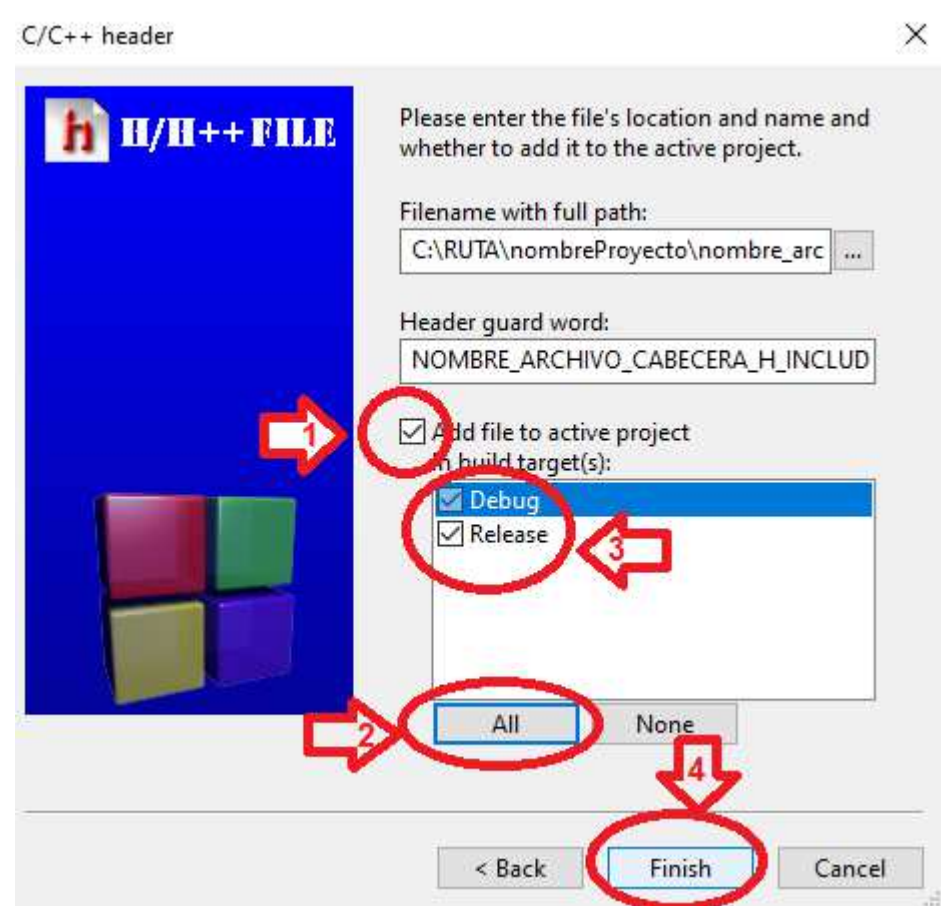 C/C++ header
H/H++ FILE
Please enter the file's location and name and
whether to add it to the active project.
Filename with full path:
C:\RUTA\nombreProyecto\nombre_arc
...
Header guard word:
NOMBRE_ARCHIVO_CABECERA_H_INCLUD
1
Add file to active project
in build target(s):
Debug
Release
3
2
All
None
4
< Back
Finish
Cancel